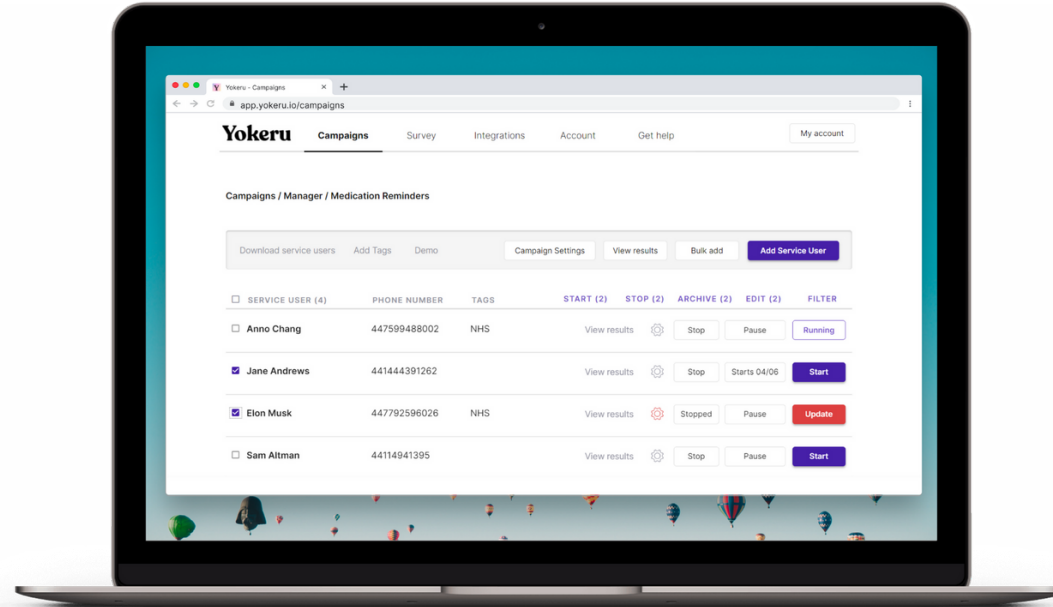 Yokeru - Campaigns
app.yokeru.io/campaigns
Yokeru Campaigns Survey Integrations Account Get help My account
Campaigns / Manager / Medication Reminders
Download service users Add Tags Demo Campaign Settings View results Bulk add Add Service User
SERVICE USER (4) PHONE NUMBER TAGS START (2) STOP (2) ARCHIVE (2) EDIT (2) FILTER
Anno Chang 447599488002 NHS View results Stop Pause Running
Jane Andrews 441444391262 View results Stop Starts 04/06 Start
Elon Musk 447792596026 NHS View results Stopped Pause Update
Sam Altman 44114941395 View results Stop Pause Start